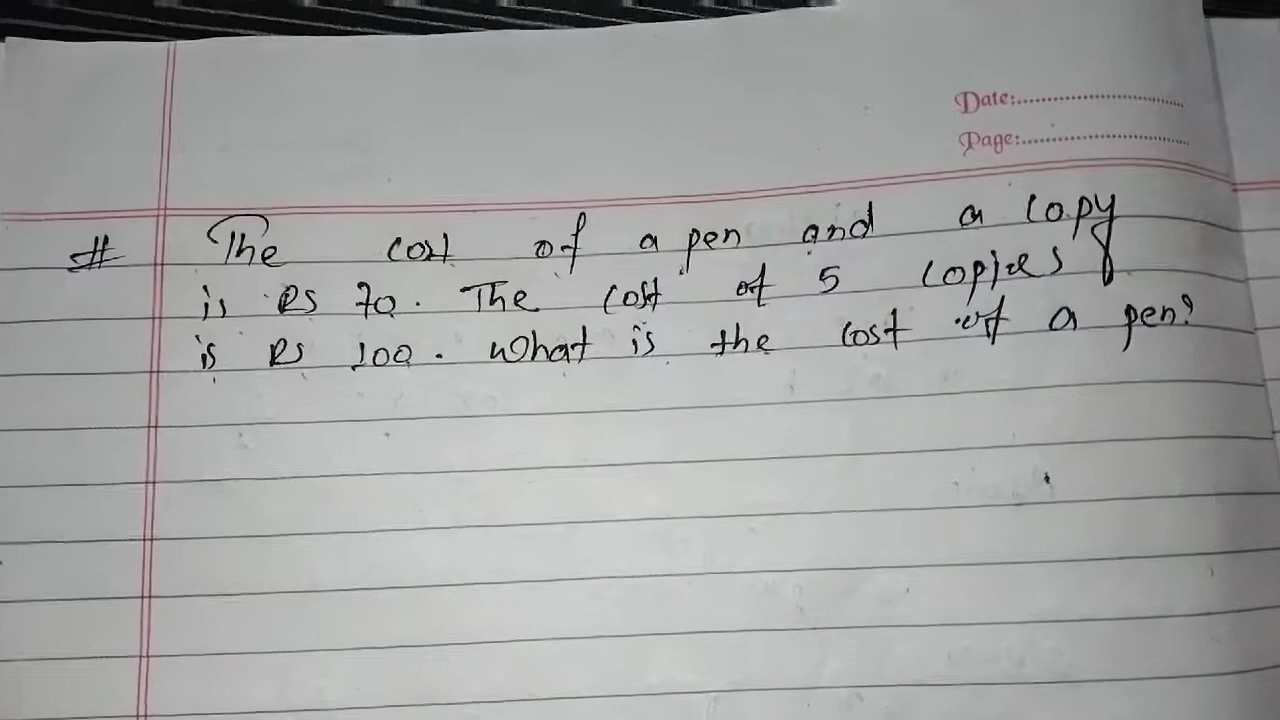 Date:
Page:
# The cost of a pen and a copy
is Rs 70. The cost of 5 copies
is Rs 100. What is the cost of a pen?